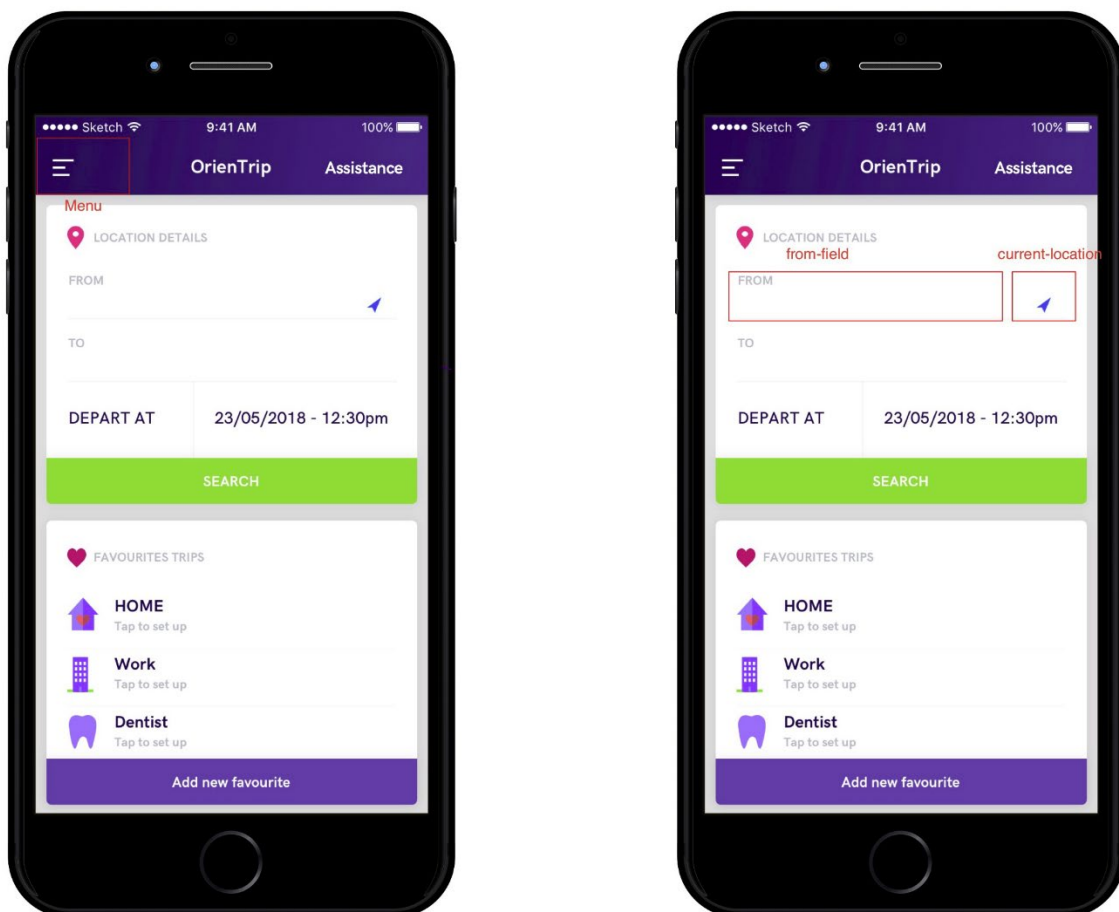 Sketch 9:41 AM 100%
OrienTrip Assistance
Menu
LOCATION DETAILS
FROM
TO
DEPART AT 23/05/2018 - 12:30pm
SEARCH
FAVOURITES TRIPS
HOME
Tap to set up
Work
Tap to set up
Dentist
Tap to set up
Add new favourite
Sketch 9:41 AM 100%
OrienTrip Assistance
LOCATION DETAILS
from-field current-location
FROM
TO
DEPART AT 23/05/2018 - 12:30pm
SEARCH
FAVOURITES TRIPS
HOME
Tap to set up
Work
Tap to set up
Dentist
Tap to set up
Add new favourite